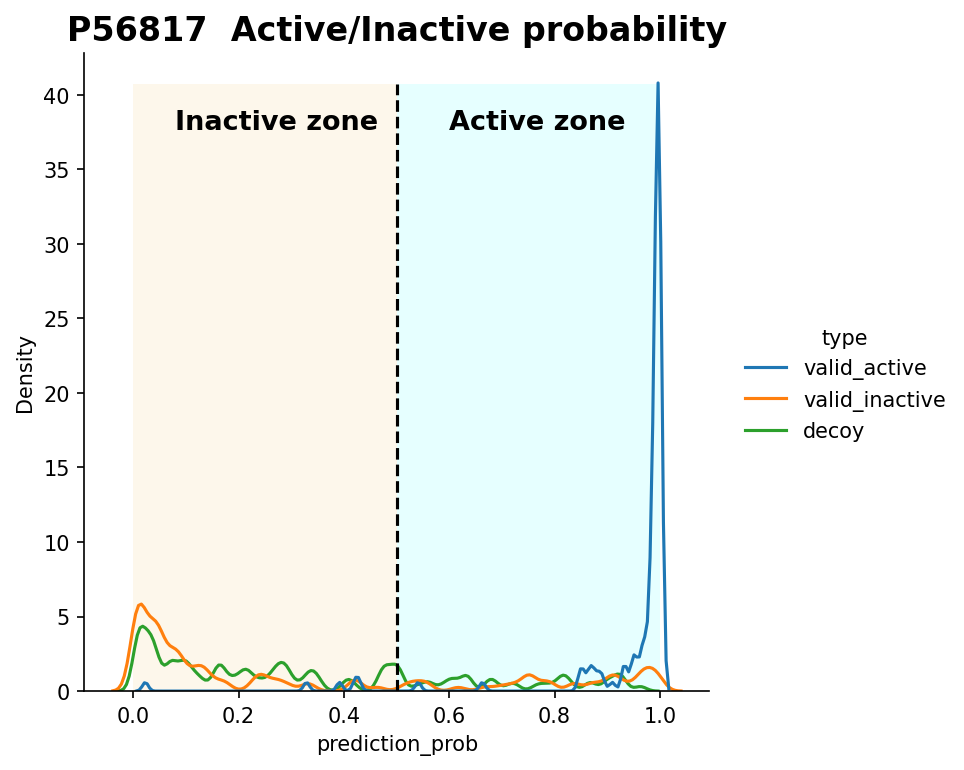 P56817  Active/Inactive probability
Inactive zone
Active zone
40
35
30
25
20
15
10
5
0
Density
0.0
0.2
0.4
0.6
0.8
1.0
prediction_prob
type
valid_active
valid_inactive
decoy